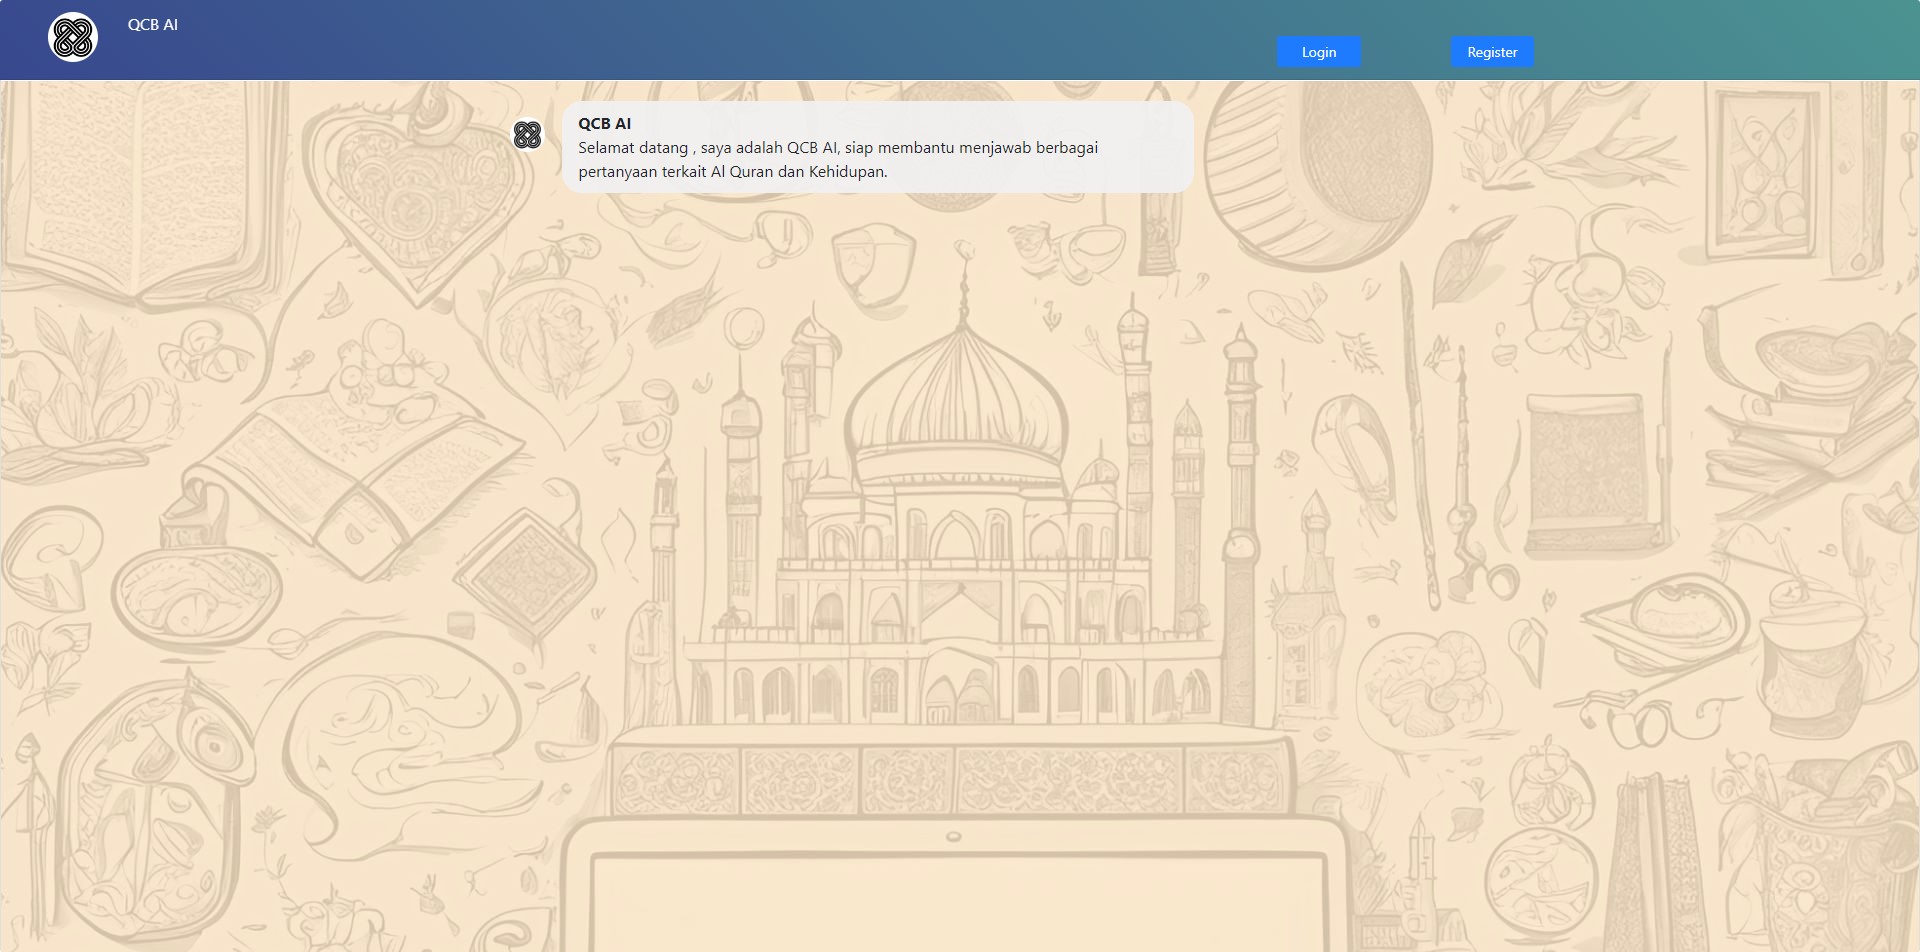 QCB AI
Login
Register
QCB AI
Selamat datang , saya adalah QCB AI, siap membantu menjawab berbagai
pertanyaan terkait Al Quran dan Kehidupan.